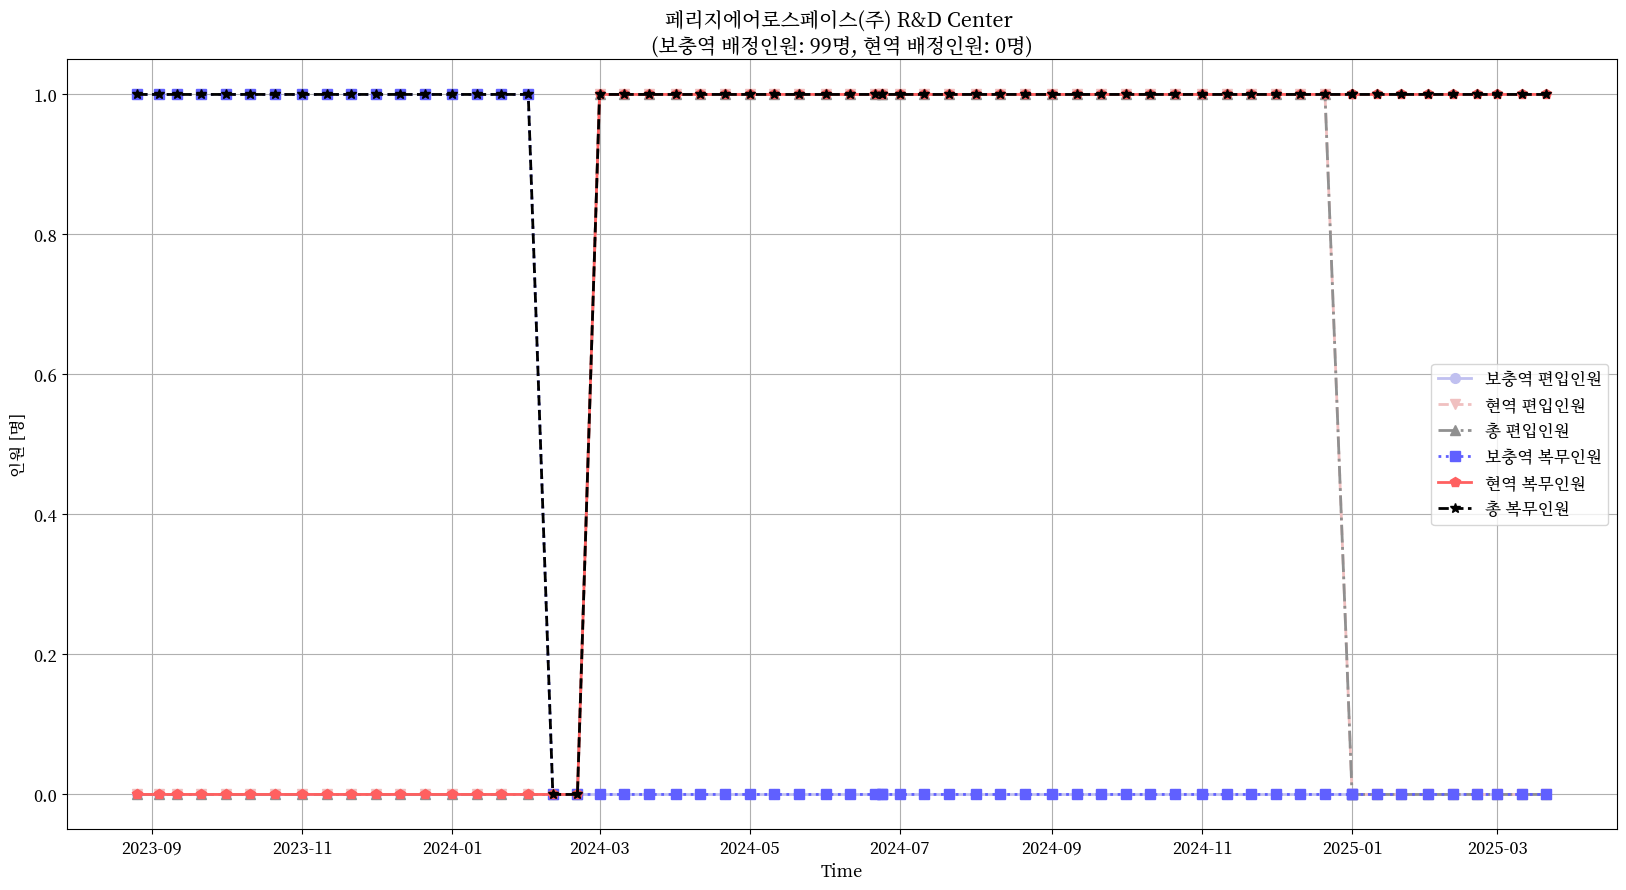 페리지에어로스페이스(주) R&D Center
(보충역 배정인원: 99명, 현역 배정인원: 0명)
1.0
0.8
0.6
0.4
0.2
0.0
인원 [명]
보충역 편입인원
현역 편입인원
총 편입인원
보충역 복무인원
현역 복무인원
총 복무인원
2023-09
2023-11
2024-01
2024-03
2024-05
2024-07
2024-09
2024-11
2025-01
2025-03
Time